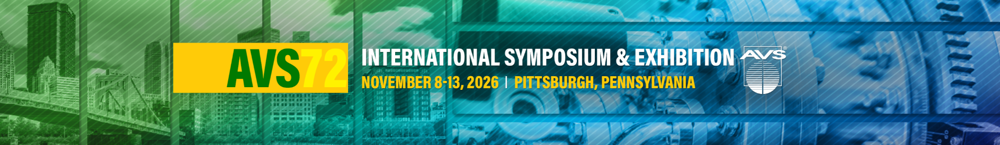 AVS72
INTERNATIONAL SYMPOSIUM & EXHIBITION
NOVEMBER 8-13, 2026 | PITTSBURGH, PENNSYLVANIA
AVS®